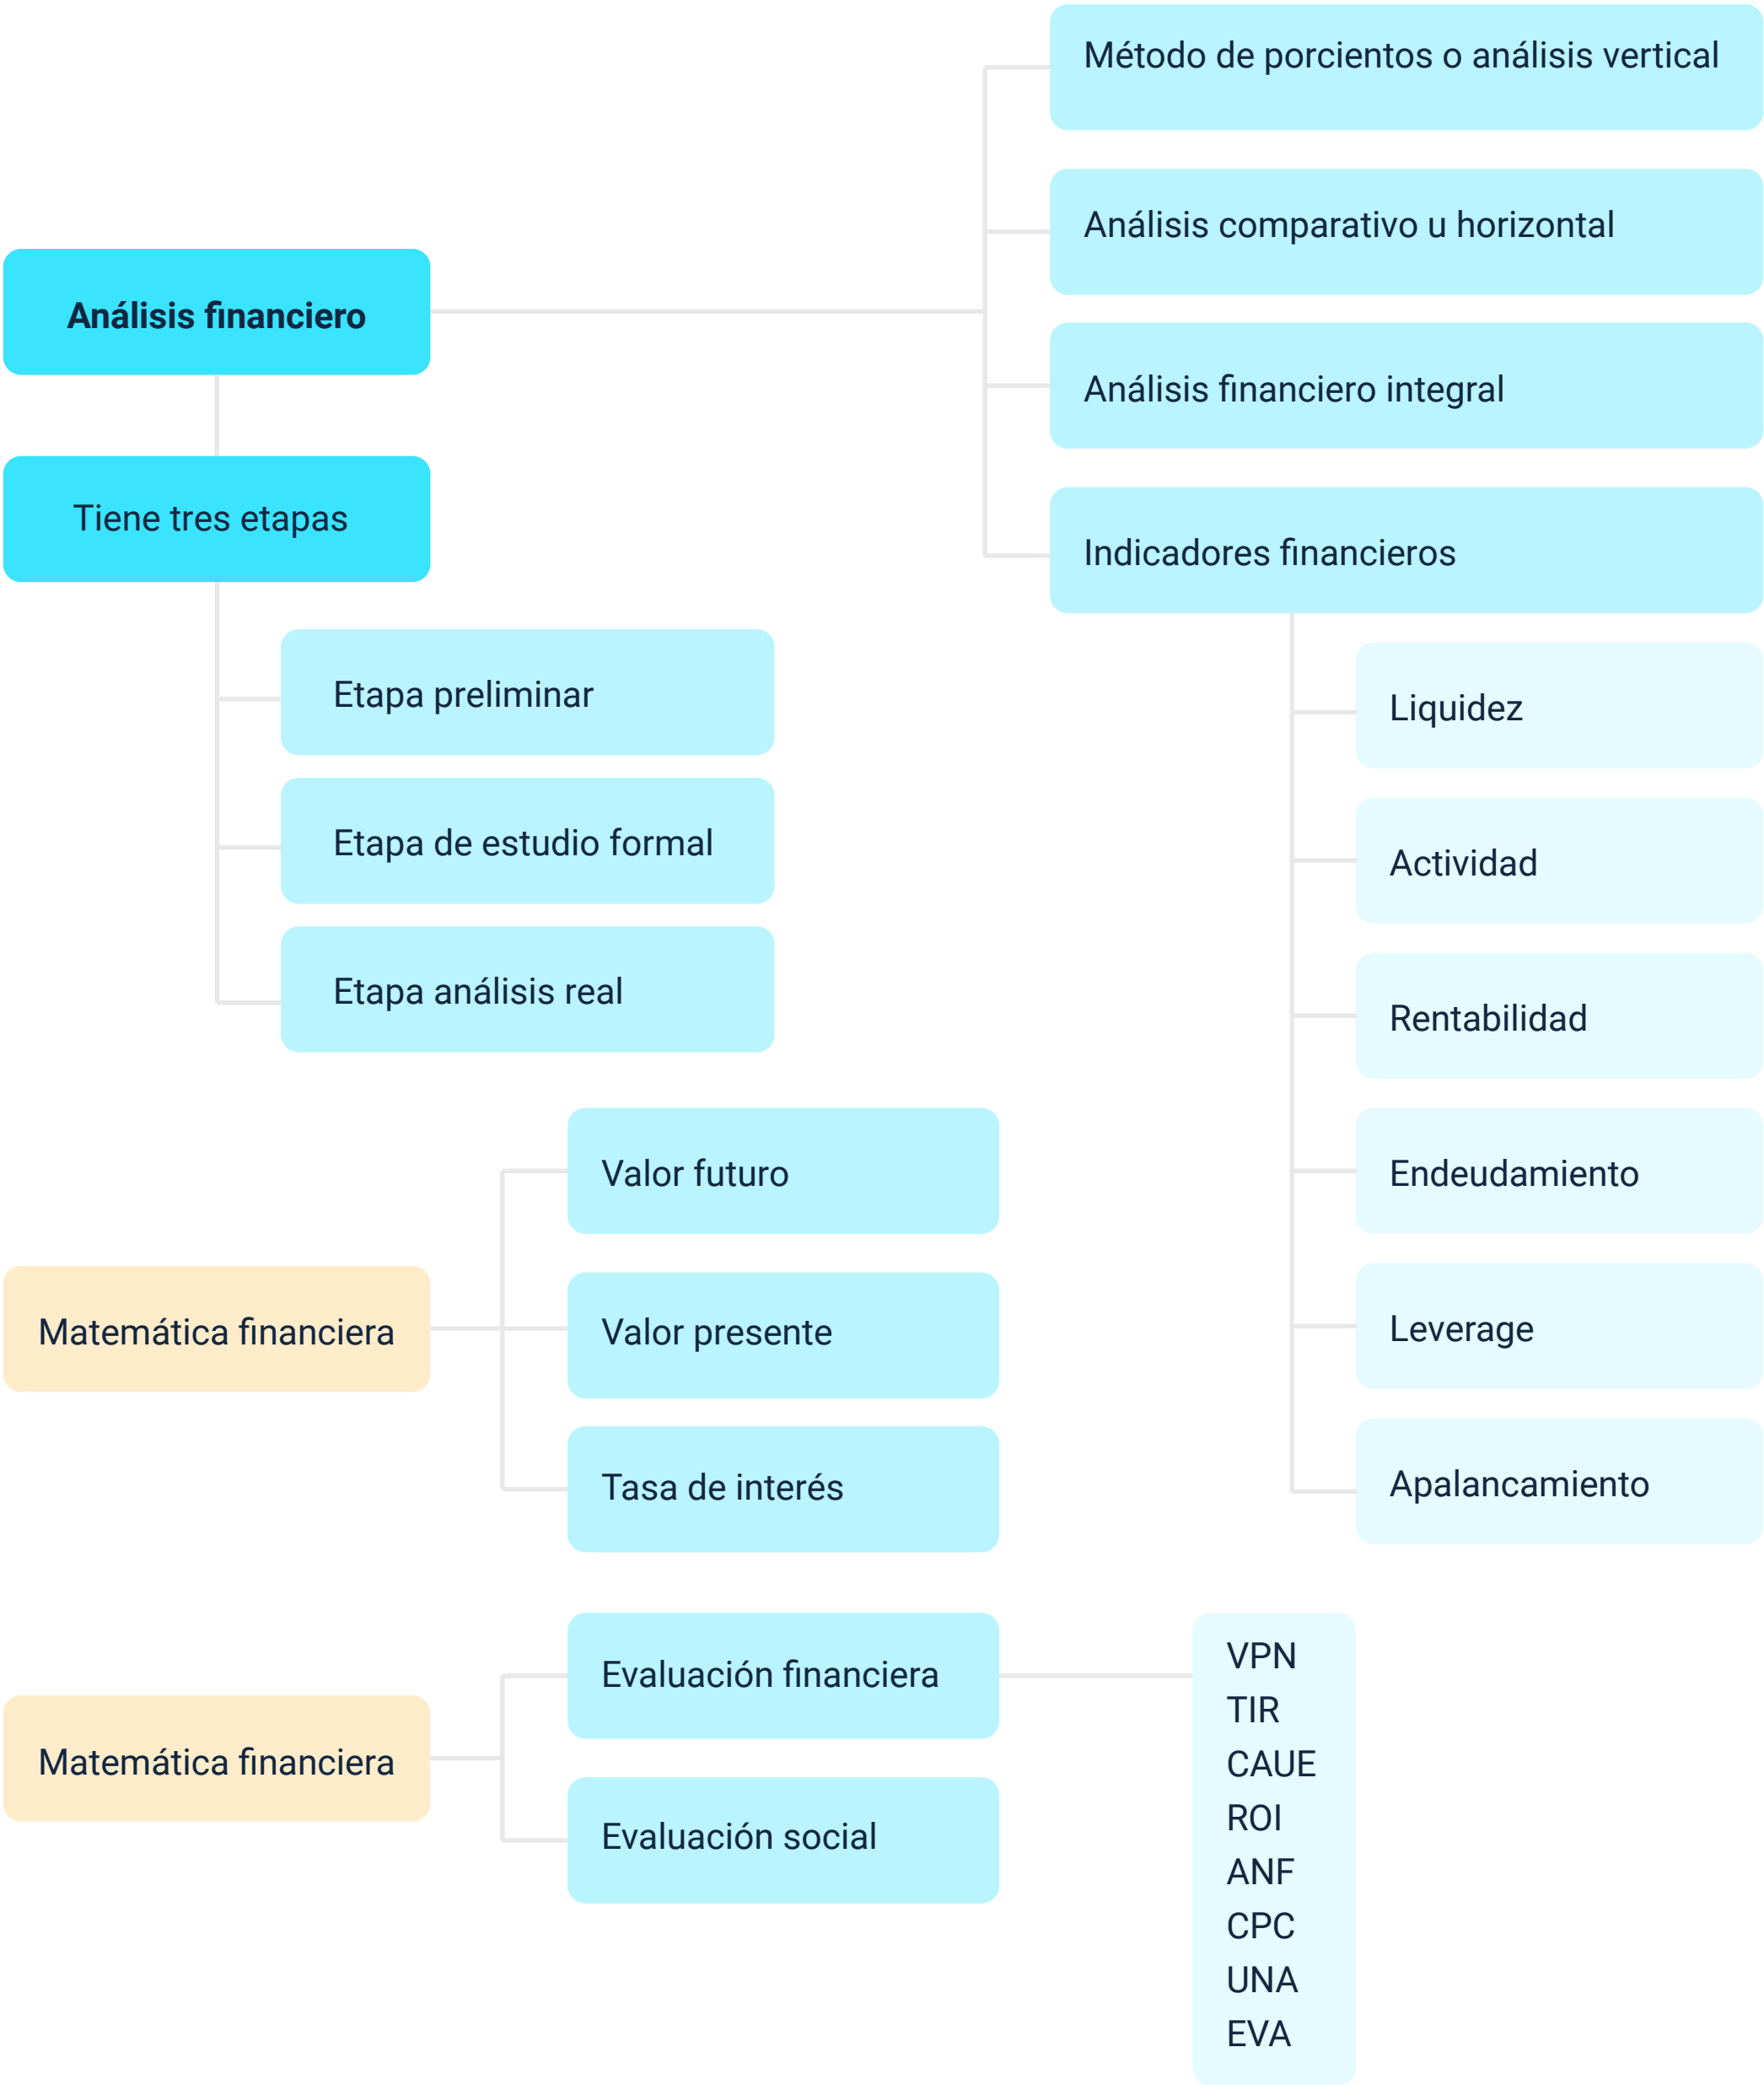 Análisis financiero
Método de porcientos o análisis vertical
Análisis comparativo u horizontal
Análisis financiero integral
Indicadores financieros
Liquidez
Actividad
Rentabilidad
Endeudamiento
Leverage
Apalancamiento
Tiene tres etapas
Etapa preliminar
Etapa de estudio formal
Etapa análisis real
Matemática financiera
Valor futuro
Valor presente
Tasa de interés
Matemática financiera
Evaluación financiera
Evaluación social
VPN
TIR
CAUE
ROI
ANF
CPC
UNA
EVA